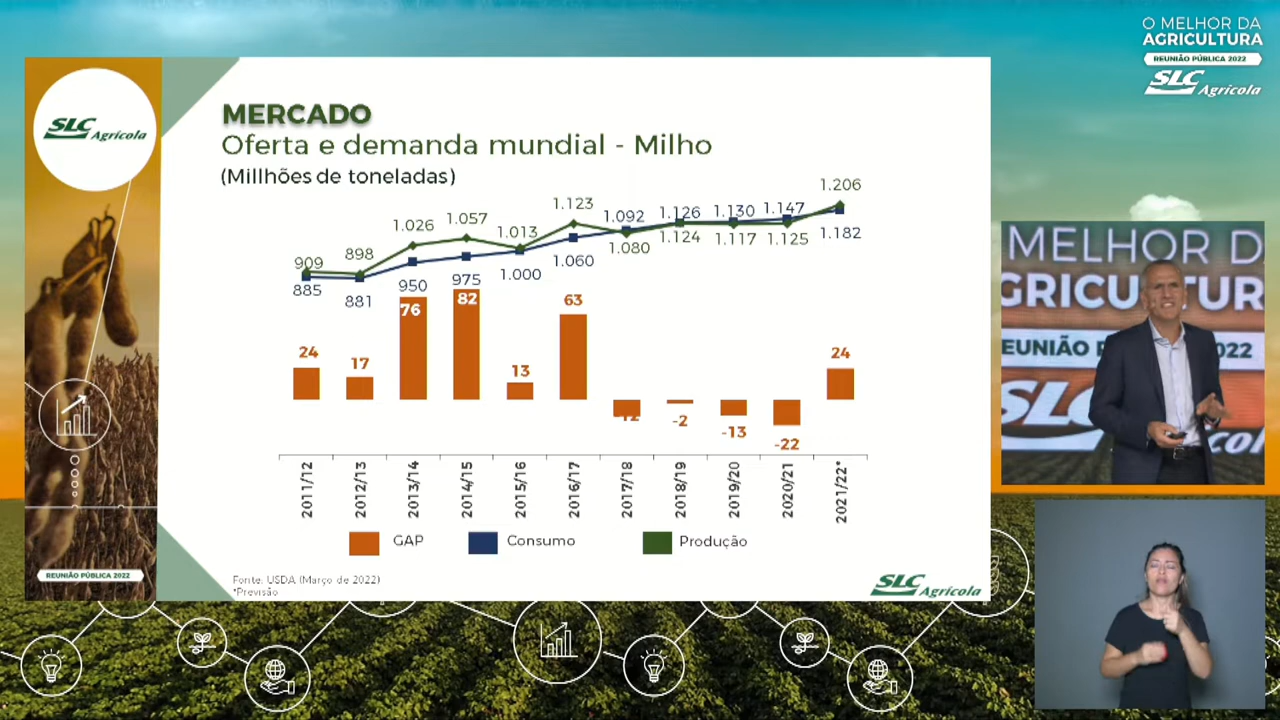 O MELHOR DA
AGRICULTURA
REUNIÃO PÚBLICA 2022
SLC
Agrícola
SLC Agrícola
MERCADO
Oferta e demanda mundial - Milho
(Millhões de toneladas)
909 898 1.026 1.057 1.013 1.123 1.092 1.126 1.130 1.147 1.206
885 881 950 975 1.000 1.060 1.080 1.124 1.117 1.125 1.182
24 17 76 82 13 63 -12 -2 -13 -22 24
2011/12 2012/13 2013/14 2014/15 2015/16 2016/17 2017/18 2018/19 2019/20 2020/21 2021/22*
GAP Consumo Produção
Fonte: USDA (Março de 2022)
*Previsão
SLC Agrícola
REUNIÃO PÚBLICA 2022
MELHOR D
GRICULTUR
EUNIÃO P 2022
SLC col